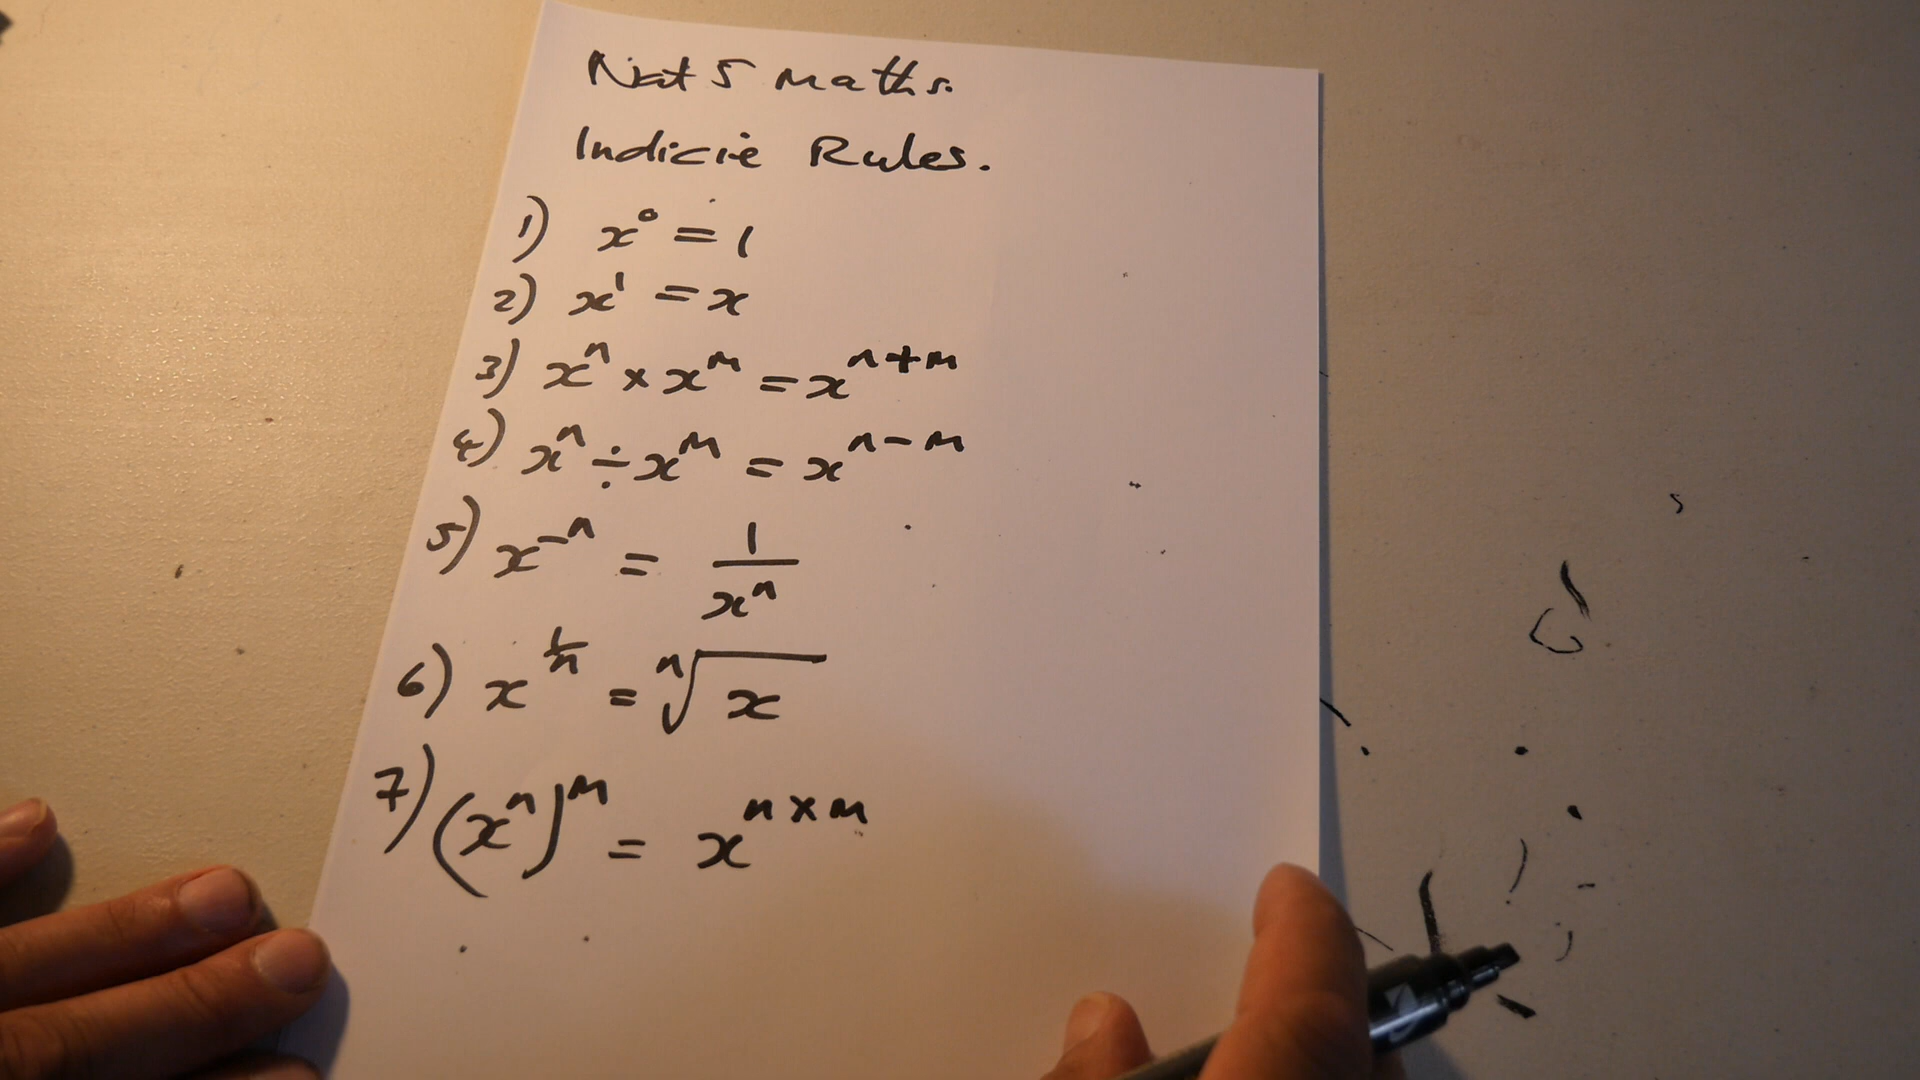 Nat 5 Maths.
Indicie Rules.
1) x⁰ = 1
2) x¹ = x
3) xⁿ × xᵐ = xⁿ⁺ᵐ
4) xⁿ ÷ xᵐ = xⁿ⁻ᵐ
5) x⁻ⁿ = 1/xⁿ
6) x^(1/n) = ⁿ√x
7) (xⁿ)ᵐ = x^(n×m)